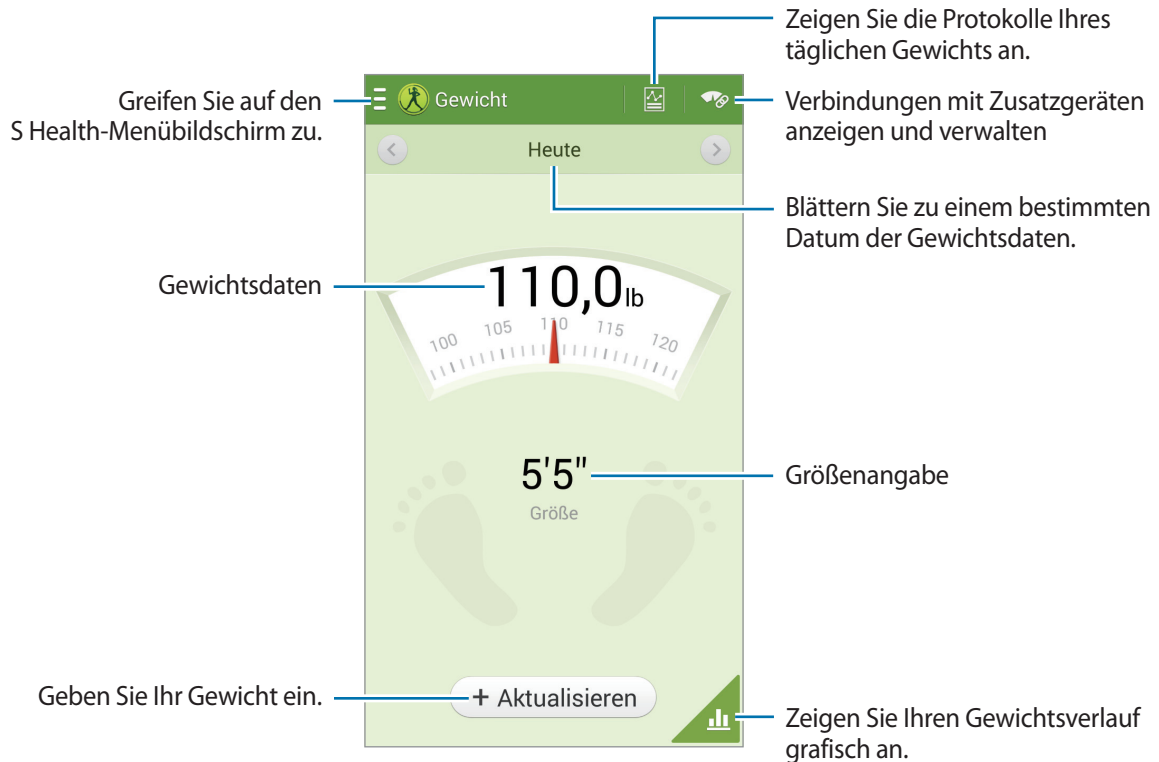 Zeigen Sie die Protokolle Ihres
täglichen Gewichts an.
Greifen Sie auf den
S Health-Menübildschirm zu.
Gewicht
Verbindungen mit Zusatzgeräten
anzeigen und verwalten
Heute
Blättern Sie zu einem bestimmten
Datum der Gewichtsdaten.
Gewichtsdaten
110,0lb
100 105 110 115 120
5'5"
Größe
Größenangabe
Geben Sie Ihr Gewicht ein.
+ Aktualisieren
Zeigen Sie Ihren Gewichtsverlauf
grafisch an.